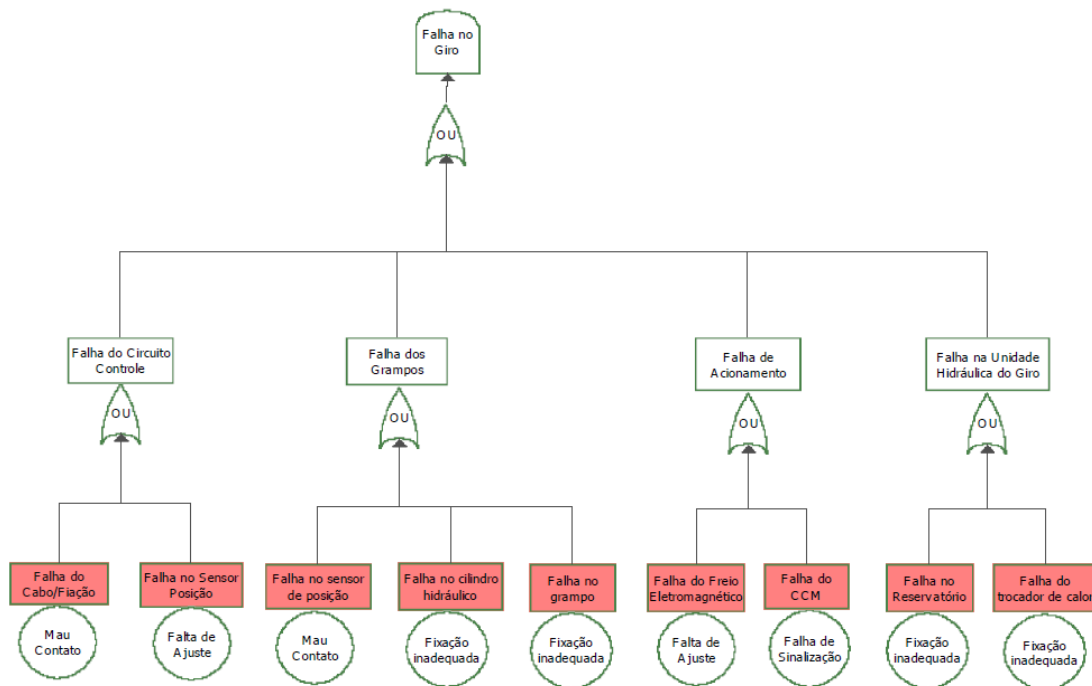 Falha no
Giro
OU
Falha do Circuito
Controle
Falha dos
Grampos
Falha de
Acionamento
Falha na Unidade
Hidráulica do Giro
OU
OU
OU
OU
Falha do
Cabo/Fiação
Falha no Sensor
Posição
Falha no sensor
de posição
Falha no cilindro
hidráulico
Falha no
grampo
Falha do Freio
Eletromagnético
Falha do
CCM
Falha no
Reservatório
Falha do
trocador de calor
Mau
Contato
Falta de
Ajuste
Mau
Contato
Fixação
inadequada
Fixação
inadequada
Falta de
Ajuste
Falha de
Sinalização
Fixação
inadequada
Fixação
inadequada